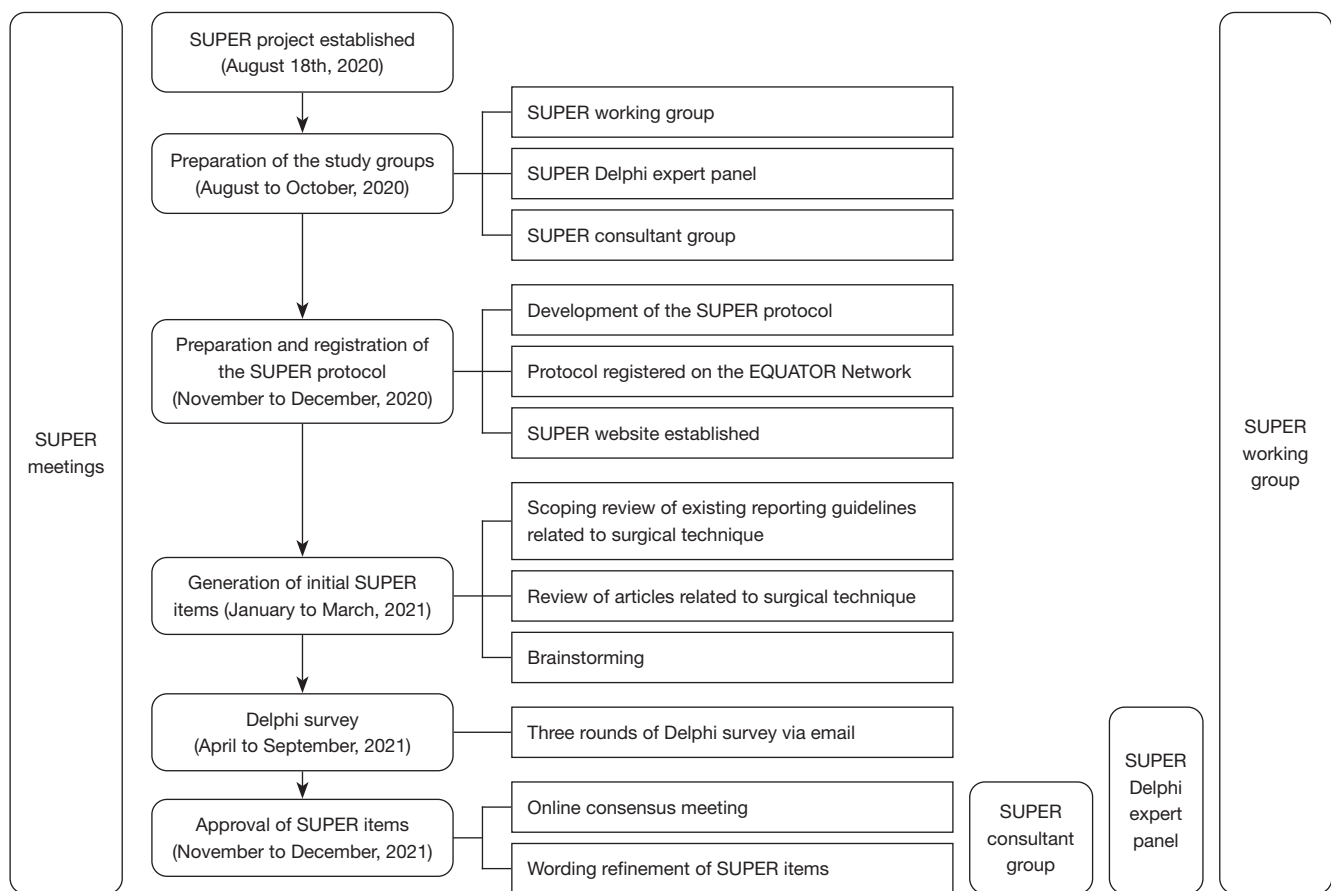 SUPER
meetings
SUPER project established
(August 18th, 2020)
Preparation of the study groups
(August to October, 2020)
SUPER working group
SUPER Delphi expert panel
SUPER consultant group
Preparation and registration of
the SUPER protocol
(November to December, 2020)
Development of the SUPER protocol
Protocol registered on the EQUATOR Network
SUPER website established
Generation of initial SUPER
items (January to March, 2021)
Scoping review of existing reporting guidelines
related to surgical technique
Review of articles related to surgical technique
Brainstorming
Delphi survey
(April to September, 2021)
Three rounds of Delphi survey via email
Approval of SUPER items
(November to December, 2021)
Online consensus meeting
Wording refinement of SUPER items
SUPER
consultant
group
SUPER
Delphi
expert
panel
SUPER
working
group